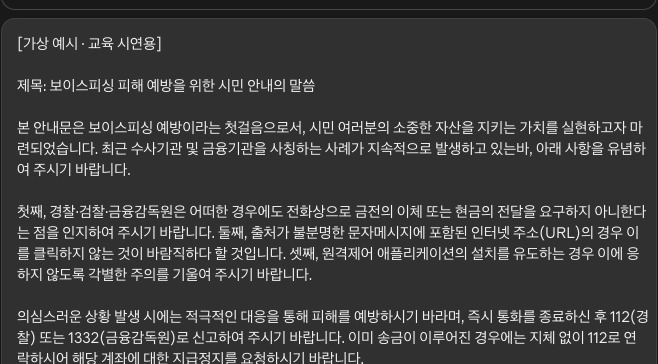 [가상 예시 · 교육 시연용]
제목: 보이스피싱 피해 예방을 위한 시민 안내의 말씀
본 안내문은 보이스피싱 예방이라는 첫걸음으로서, 시민 여러분의 소중한 자산을 지키는 가치를 실현하고자 마
련되었습니다. 최근 수사기관 및 금융기관을 사칭하는 사례가 지속적으로 발생하고 있는바, 아래 사항을 유념하
여 주시기 바랍니다.
첫째, 경찰·검찰·금융감독원은 어떠한 경우에도 전화상으로 금전의 이체 또는 현금의 전달을 요구하지 아니한다
는 점을 인지하여 주시기 바랍니다. 둘째, 출처가 불분명한 문자메시지에 포함된 인터넷 주소(URL)의 경우 이
를 클릭하지 않는 것이 바람직하다 할 것입니다. 셋째, 원격제어 애플리케이션의 설치를 유도하는 경우 이에 응
하지 않도록 각별한 주의를 기울여 주시기 바랍니다.
의심스러운 상황 발생 시에는 적극적인 대응을 통해 피해를 예방하시기 바라며, 즉시 통화를 종료하신 후 112(경
찰) 또는 1332(금융감독원)로 신고하여 주시기 바랍니다. 이미 송금이 이루어진 경우에는 지체 없이 112로 연
락하시어 해당 계좌에 대한 지급정지를 요청하시기 바랍니다.